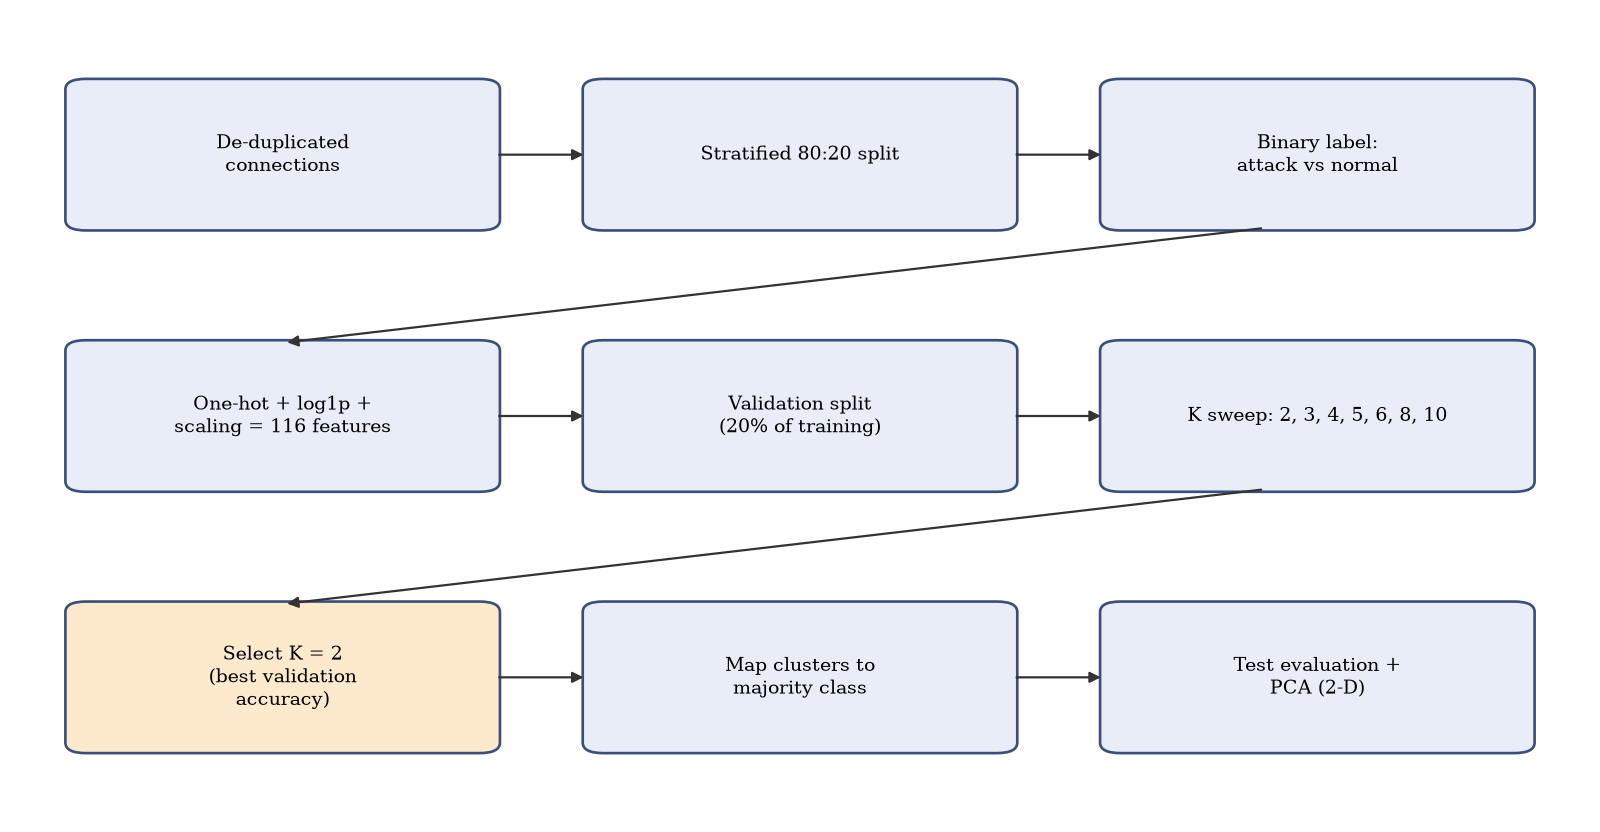 De-duplicated
connections
Stratified 80:20 split
Binary label:
attack vs normal
One-hot + log1p +
scaling = 116 features
Validation split
(20% of training)
K sweep: 2, 3, 4, 5, 6, 8, 10
Select K = 2
(best validation
accuracy)
Map clusters to
majority class
Test evaluation +
PCA (2-D)